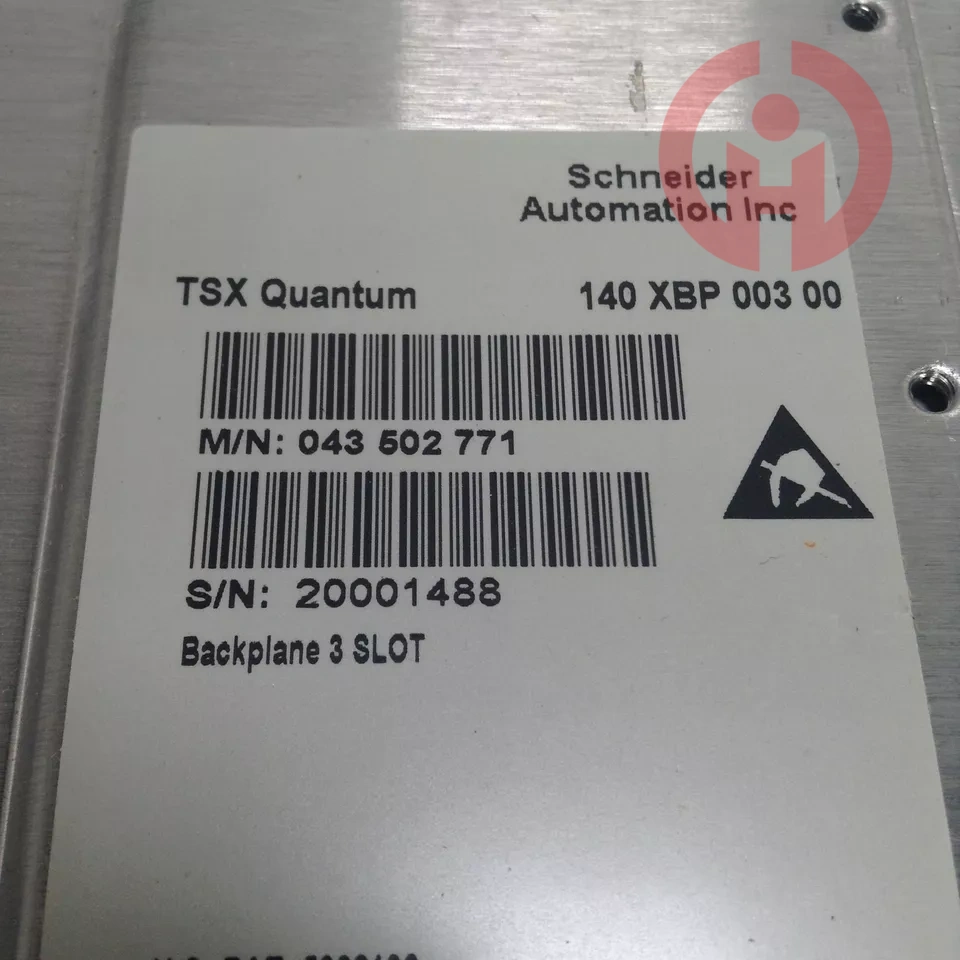 Schneider
Automation Inc
TSX Quantum 140 XBP 003 00
M/N: 043 502 771
S/N: 20001488
Backplane 3 SLOT